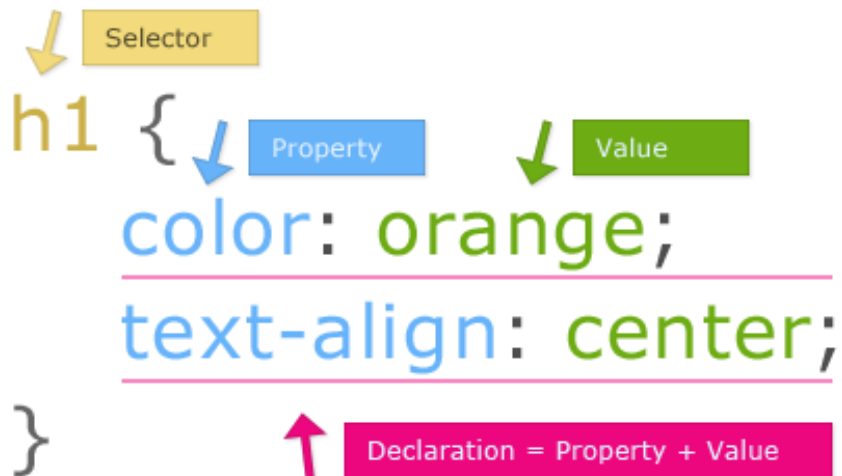 Selector
h1 {
Property
Value
color: orange;
text-align: center;
}
Declaration = Property + Value